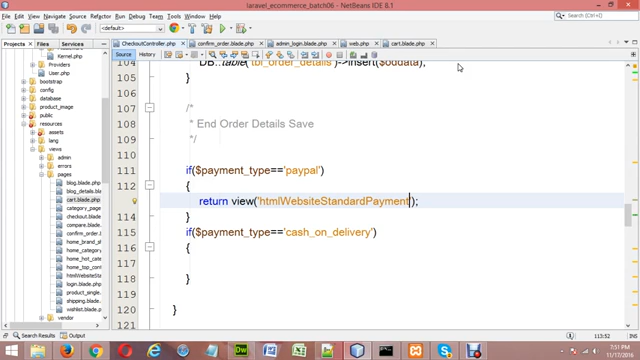 laravel_ecommerce_batch06 - NetBeans IDE 8.1
File Edit View Navigate Source Refactor Run Debug Team Tools Window Help
<default>
Projects Files Services
CheckoutController.php confirm_order.blade.php admin_login.blade.php web.php cart.blade.php
Source History
Middleware
Kernel.php
Providers
User.php
bootstrap
config
database
product_image
public
resources
assets
lang
views
admin
errors
pages
blog.blade.php
blog_details.bla
cart.blade.php
category_page
checkout.blade
compare.blade
confirm_order.
home_brand_sl
home_hot_cate
home_top_con
htmlWebsiteStan
login.blade.php
product_single.
shipping.blade.
wishlist.blade.p
vendor
104 DB::table('tbl_order_details')->insert($oddata);
105 }
106
107 /*
108 * End Order Details Save
109 */
110
111 if($payment_type=='paypal')
112 {
113 return view('htmlWebsiteStandardPayment');
114 }
115 if($payment_type=='cash_on_delivery')
116 {
117
118 }
119
120 }
Search Results Output
113:52 INS
7:51 PM
11/17/2016